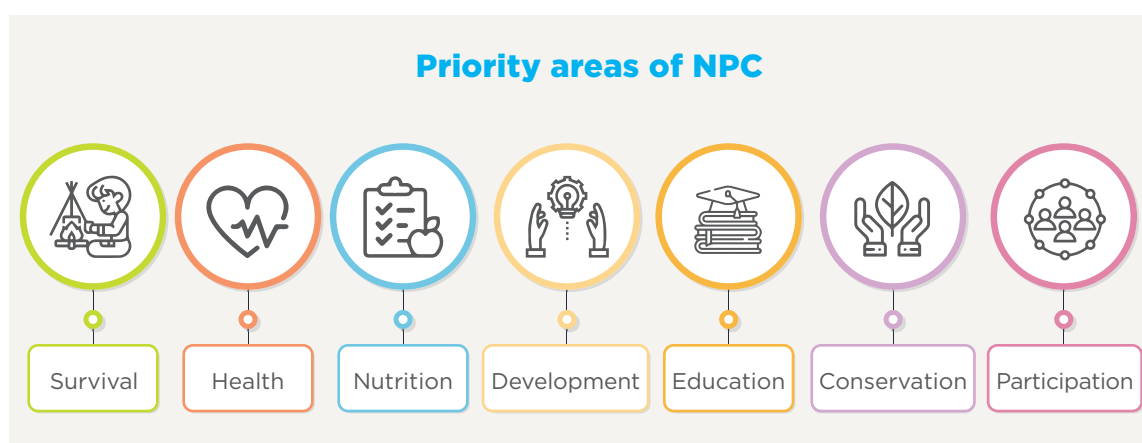 Priority areas of NPC
Survival
Health
Nutrition
Development
Education
Conservation
Participation